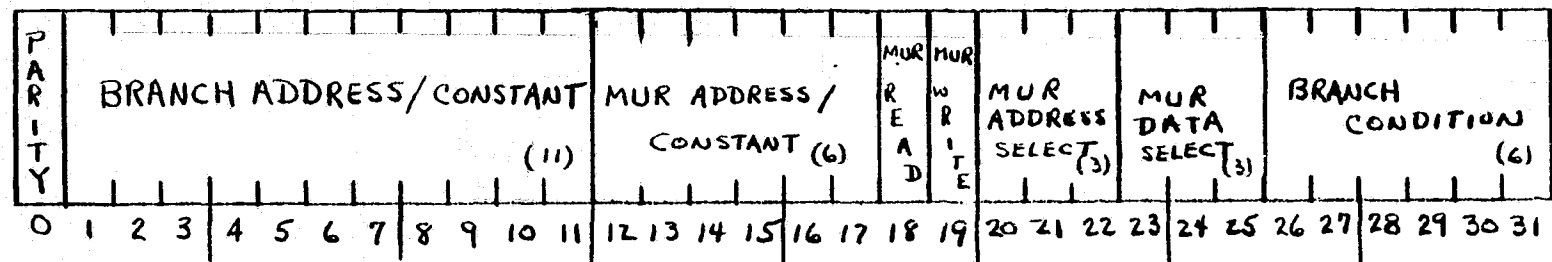 PARITY
BRANCH ADDRESS/CONSTANT
(11)
MUR ADDRESS/
CONSTANT (6)
MUR
READ
MUR
WRITE
MUR
ADDRESS
SELECT (3)
MUR
DATA
SELECT (3)
BRANCH
CONDITION
(6)
0 1 2 3 4 5 6 7 8 9 10 11 12 13 14 15 16 17 18 19 20 21 22 23 24 25 26 27 28 29 30 31